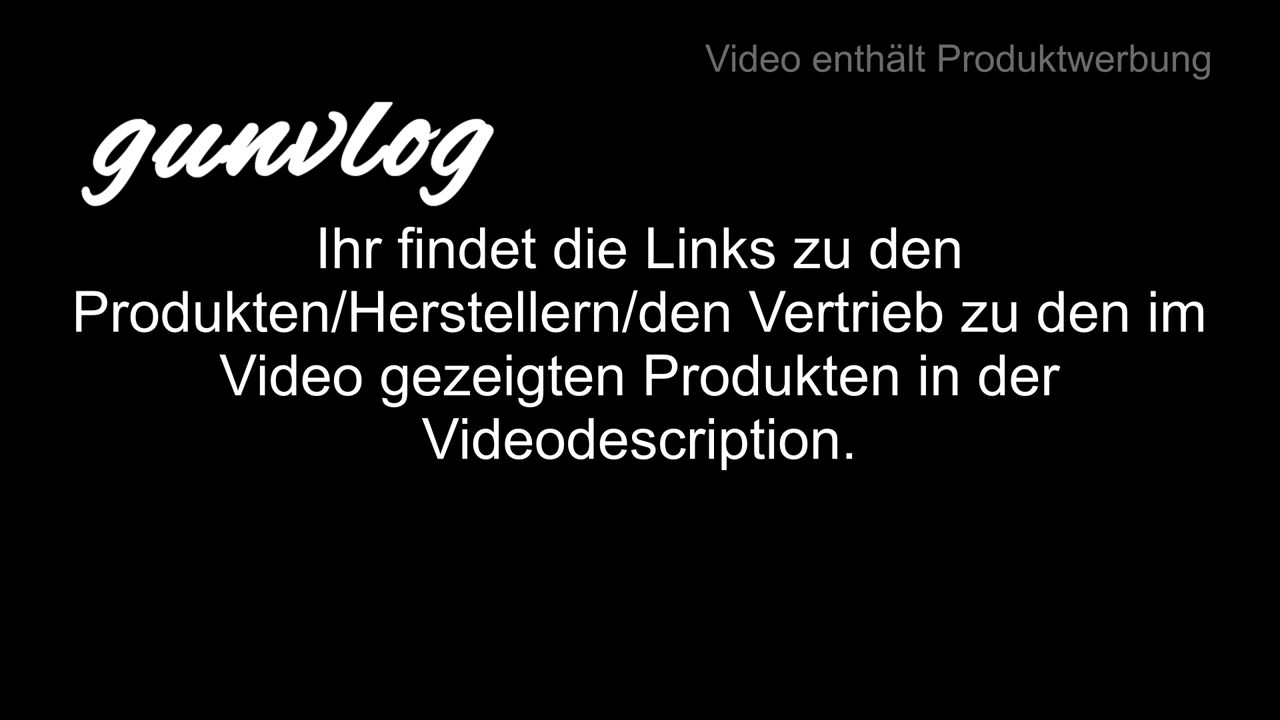 Video enthält Produktwerbung
gunvlog
Ihr findet die Links zu den
Produkten/Herstellern/den Vertrieb zu den im
Video gezeigten Produkten in der
Videodescription.